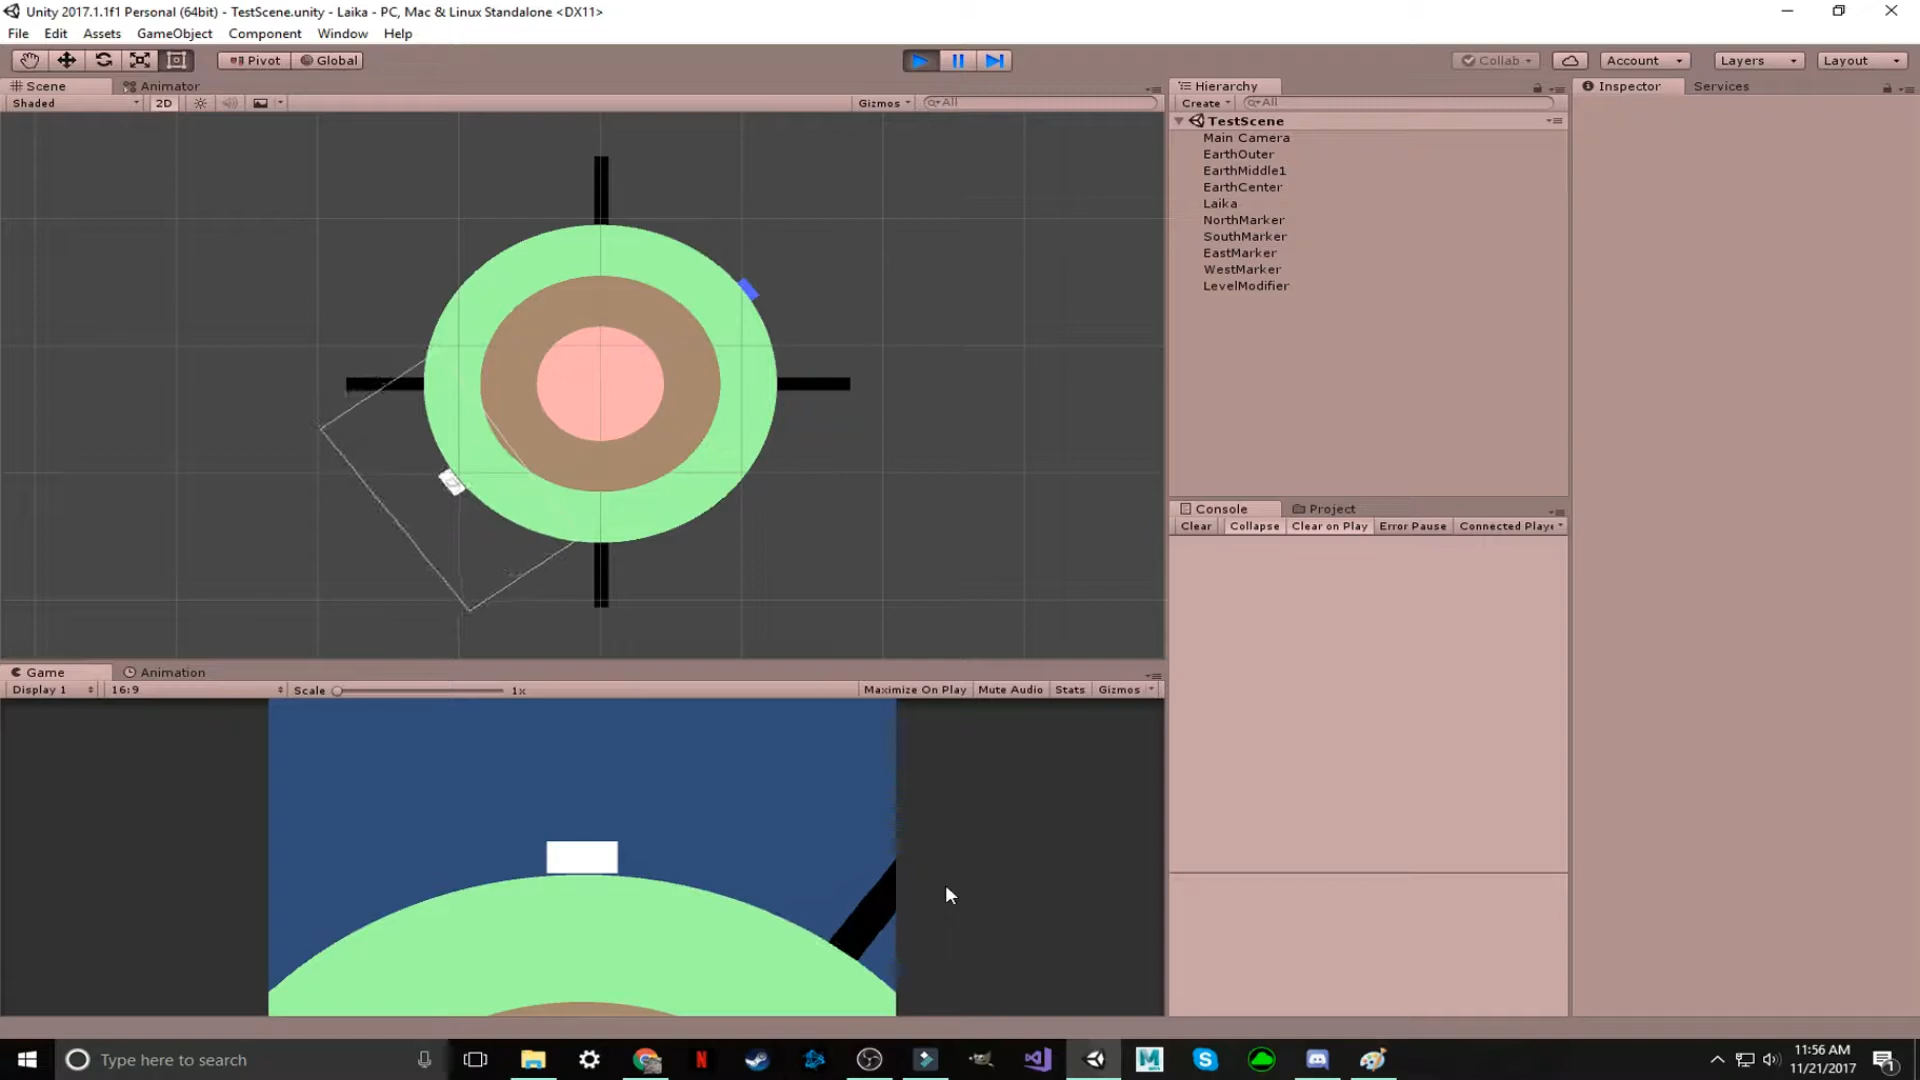 Unity 2017.1.1f1 Personal (64bit) - TestScene.unity - Laika - PC, Mac & Linux Standalone <DX11>
File Edit Assets GameObject Component Window Help
Pivot Global Collab Account Layers Layout
Scene Animator Hierarchy Inspector Services
Shaded 2D Gizmos All Create All
TestScene
Main Camera
EarthOuter
EarthMiddle1
EarthCenter
Laika
NorthMarker
SouthMarker
EastMarker
WestMarker
LevelModifier
Console Project
Clear Collapse Clear on Play Error Pause Connected Playe
Game Animation
Display 1 16:9 Scale 1x Maximize On Play Mute Audio Stats Gizmos
Type here to search
11:56 AM
11/21/2017